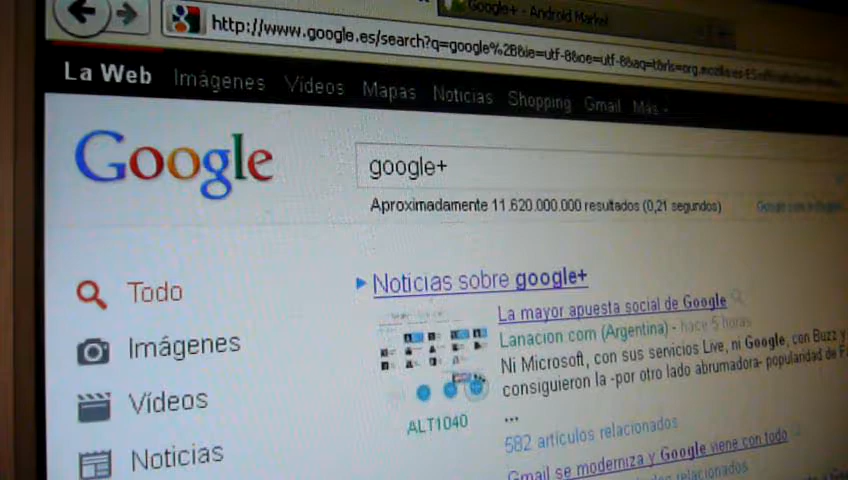 Google+ - Android Market
http://www.google.es/search?q=google%2B&ie=utf-8&oe=utf-8&aq=t&rls=org.mozilla:es-ES
La Web Imágenes Vídeos Mapas Noticias Shopping Gmail Más
Google
google+
Aproximadamente 11.620.000.000 resultados (0,21 segundos)
Todo
Imágenes
Vídeos
Noticias
Noticias sobre google+
La mayor apuesta social de Google
Lanacion.com (Argentina) - hace 5 horas
Ni Microsoft, con sus servicios Live, ni Google, con Buzz y
consiguieron la -por otro lado abrumadora- popularidad de
...
ALT1040
582 artículos relacionados
Gmail se moderniza y Google viene con todo
relacionados